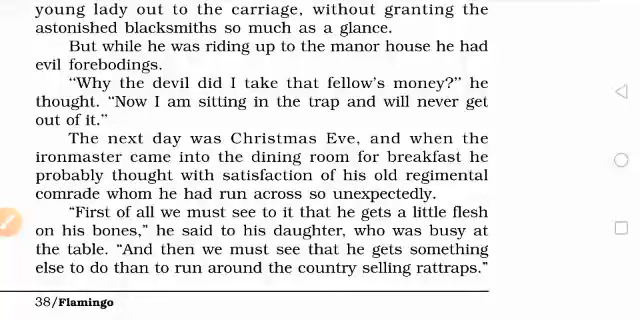 young lady out to the carriage, without granting the
astonished blacksmiths so much as a glance.
But while he was riding up to the manor house he had
evil forebodings.
“Why the devil did I take that fellow’s money?” he
thought. “Now I am sitting in the trap and will never get
out of it.”
The next day was Christmas Eve, and when the
ironmaster came into the dining room for breakfast he
probably thought with satisfaction of his old regimental
comrade whom he had run across so unexpectedly.
“First of all we must see to it that he gets a little flesh
on his bones,” he said to his daughter, who was busy at
the table. “And then we must see that he gets something
else to do than to run around the country selling rattraps.”
38/Flamingo